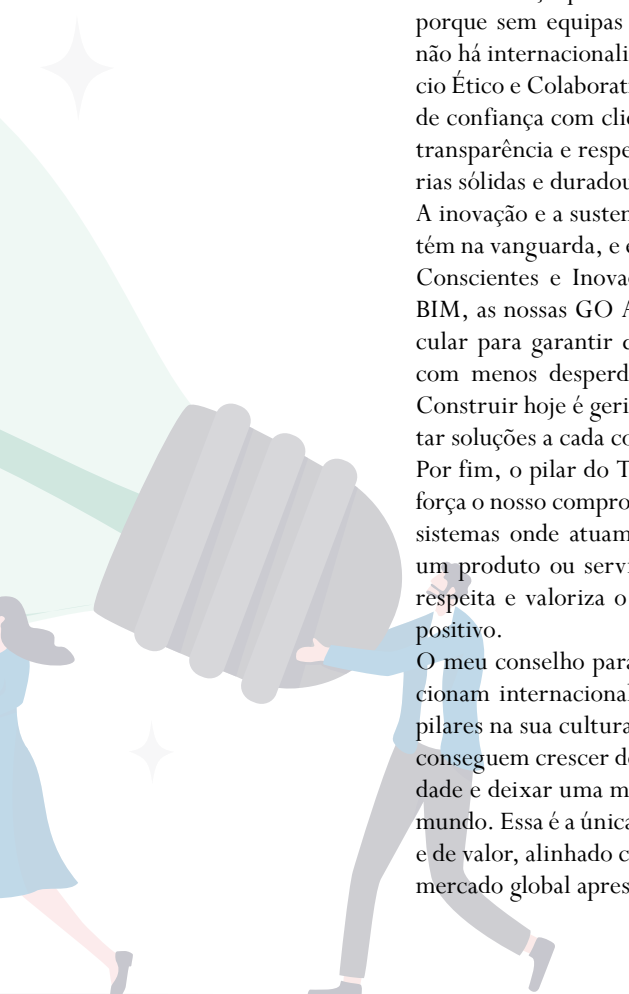 porque sem equipas
não há internacionali
cio Ético e Colaborati
de confiança com clie
transparência e respe
rias sólidas e duradou
A inovação e a susten
tém na vanguarda, e e
Conscientes e Inova
BIM, as nossas GO A
cular para garantir c
com menos desperd
Construir hoje é geri
tar soluções a cada co
Por fim, o pilar do T
força o nosso compro
sistemas onde atuam
um produto ou servi
respeita e valoriza o
positivo.
O meu conselho para
cionam internacional
pilares na sua cultura
conseguem crescer de
dade e deixar uma m
mundo. Essa é a única
e de valor, alinhado c
mercado global apres